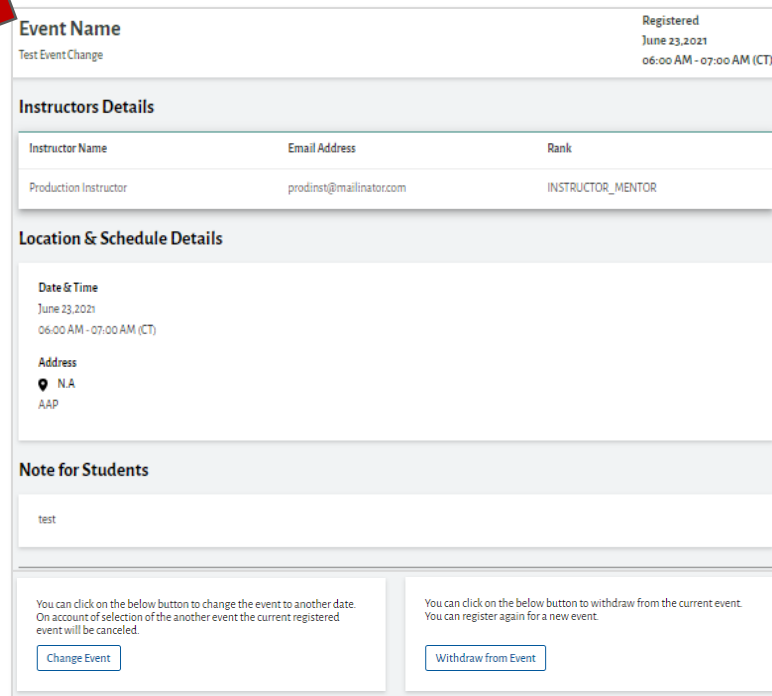 Event Name
Test Event Change
Registered
June 23,2021
06:00 AM - 07:00 AM (CT)
Instructors Details
Instructor Name Email Address Rank
Production Instructor prodinst@mailinator.com INSTRUCTOR_MENTOR
Location & Schedule Details
Date & Time
June 23,2021
06:00 AM - 07:00 AM (CT)
Address
N.A
AAP
Note for Students
test
You can click on the below button to change the event to another date.
On account of selection of the another event the current registered
event will be canceled.
Change Event
You can click on the below button to withdraw from the current event.
You can register again for a new event.
Withdraw from Event